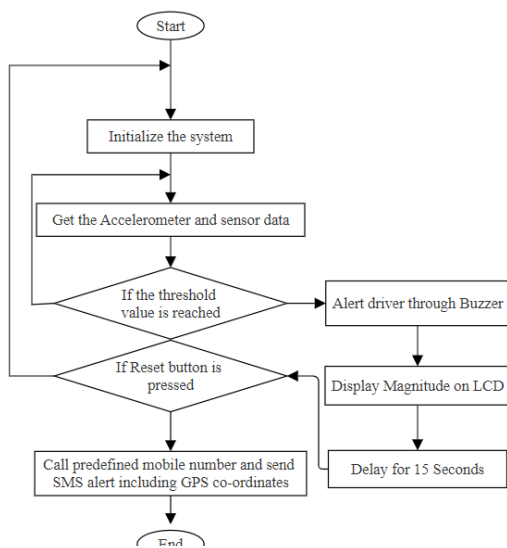 Start
Initialize the system
Get the Accelerometer and sensor data
If the threshold
value is reached
Alert driver through Buzzer
Display Magnitude on LCD
Delay for 15 Seconds
If Reset button is
pressed
Call predefined mobile number and send
SMS alert including GPS co-ordinates
End